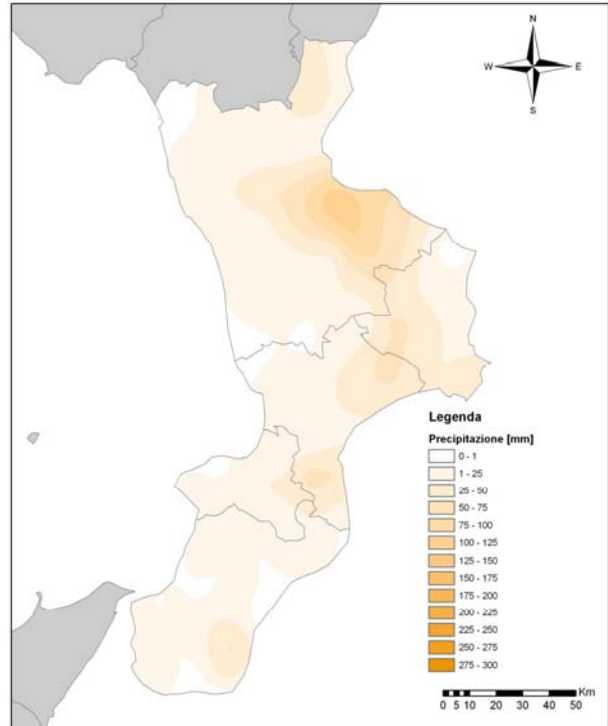 N
W E
S
Legenda
Precipitazione [mm]
0 - 1
1 - 25
25 - 50
50 - 75
75 - 100
100 - 125
125 - 150
150 - 175
175 - 200
200 - 225
225 - 250
250 - 275
275 - 300
Km
0 5 10 20 30 40 50